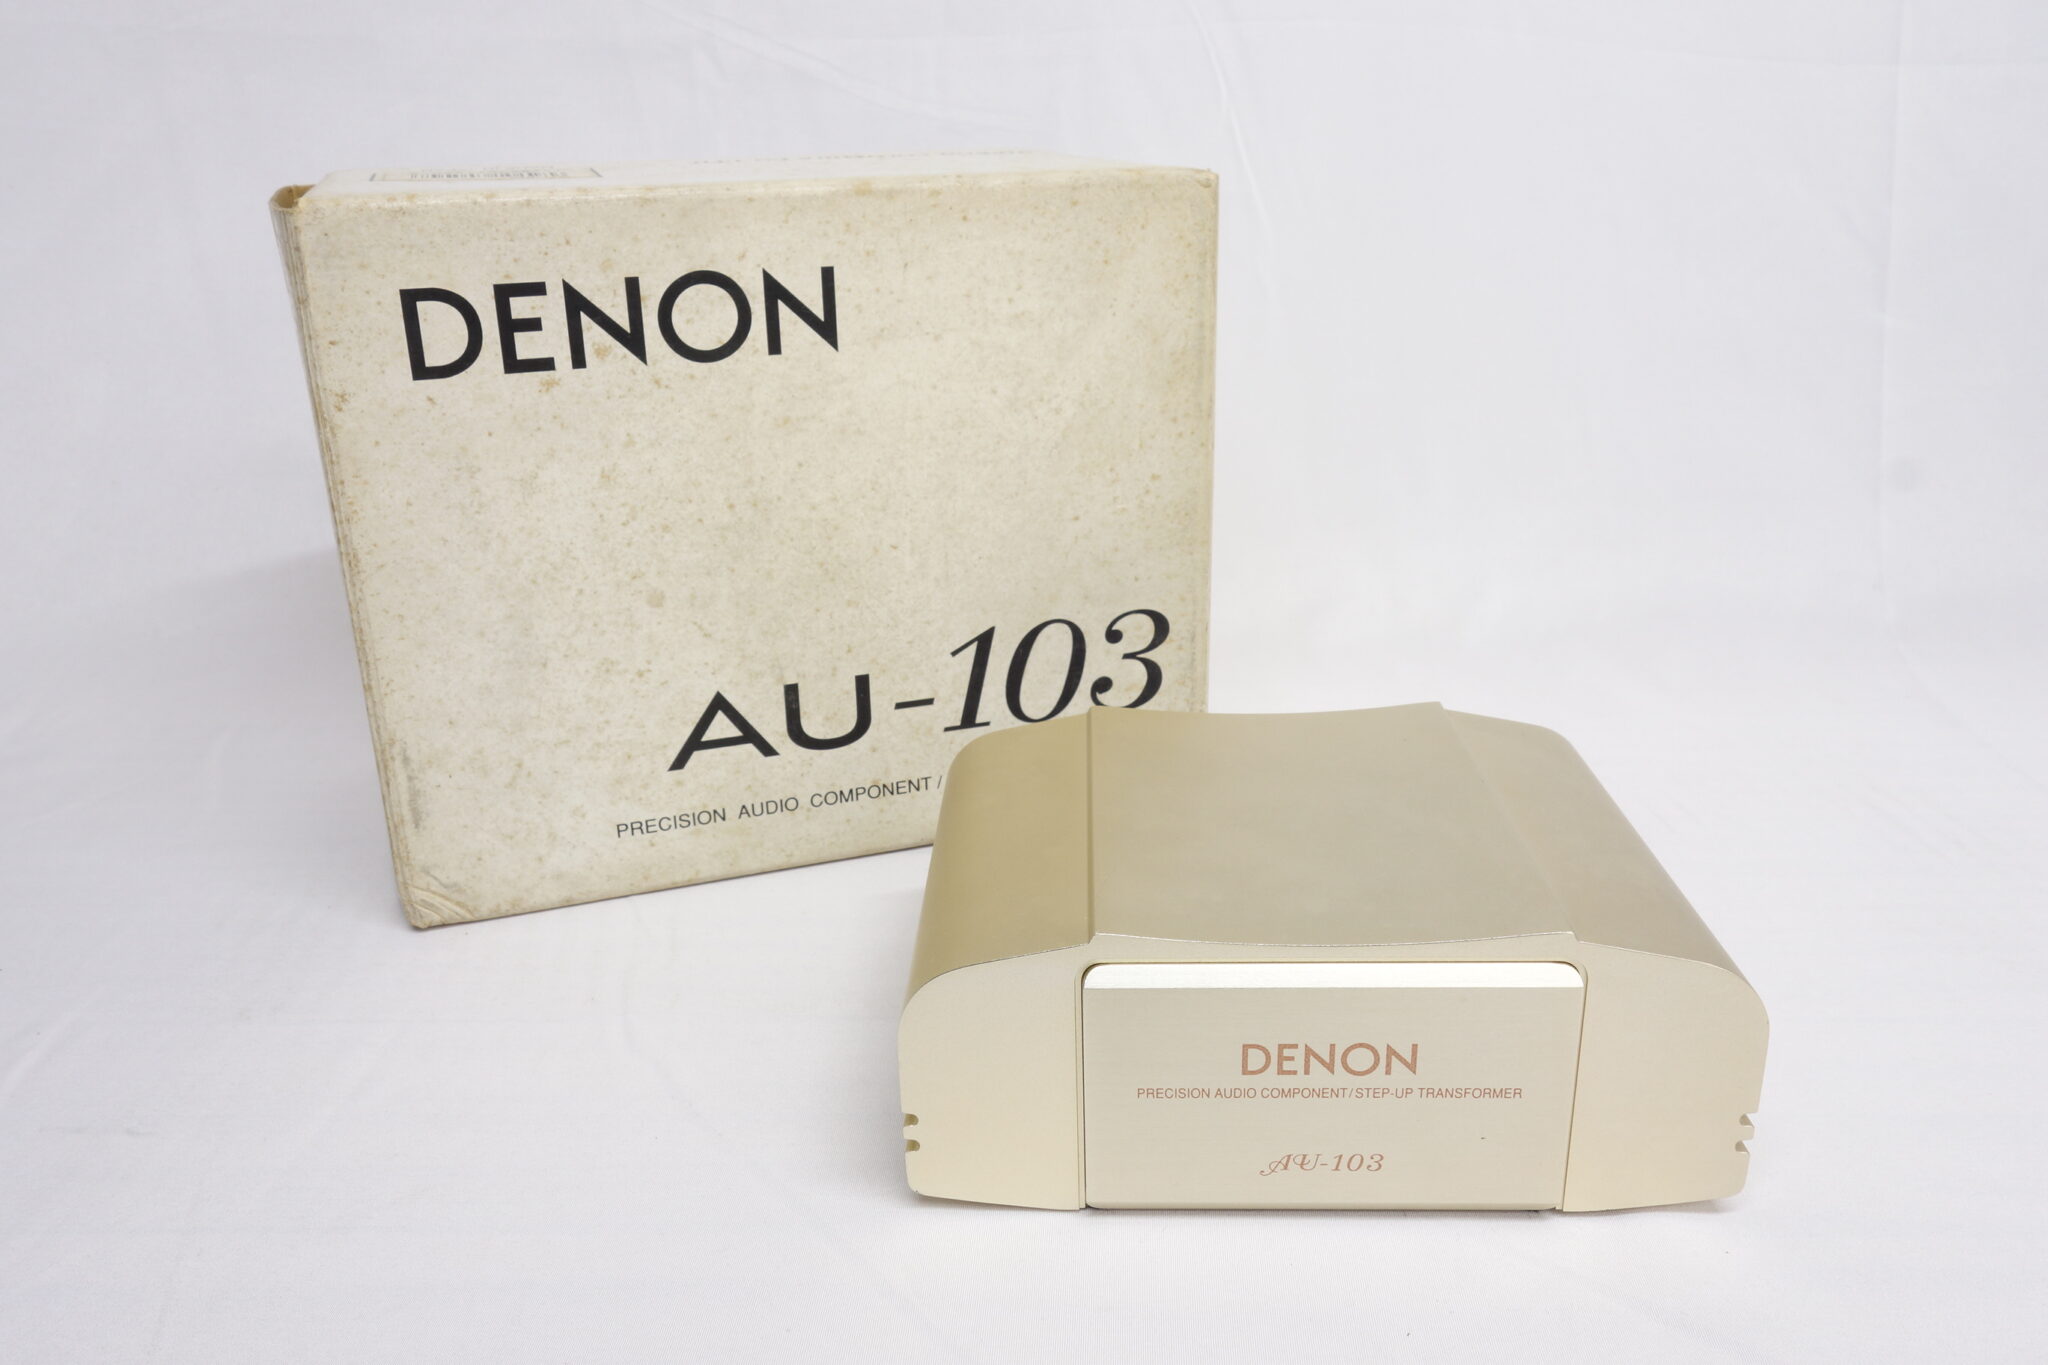 DENON
AU-103
PRECISION AUDIO COMPONENT/
DENON
PRECISION AUDIO COMPONENT/STEP-UP TRANSFORMER
AU-103